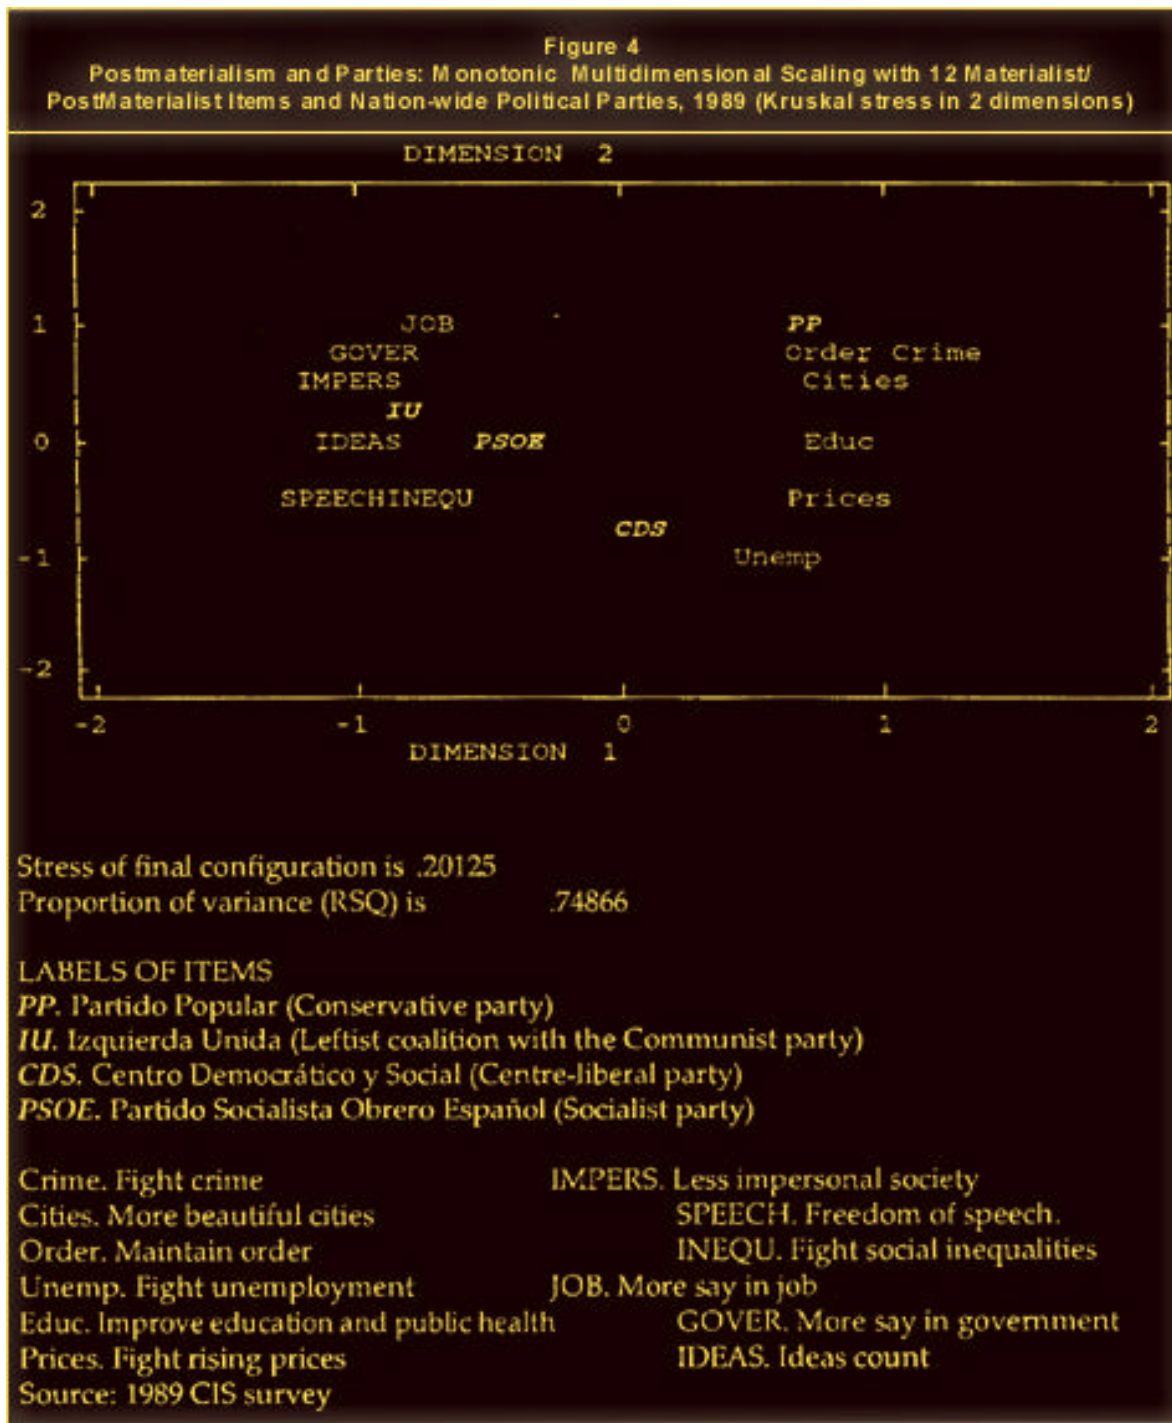 Figure 4
Postmaterialism and Parties: Monotonic Multidimensional Scaling with 12 Materialist/
PostMaterialist Items and Nation-wide Political Parties, 1989 (Kruskal stress in 2 dimensions)
DIMENSION 2
2
1 JOB PP
GOVER Order Crime
IMPERS Cities
IU
0 IDEAS PSOE Educ
SPEECHINEQU Prices
CDS
-1 Unemp
-2
-2 -1 0 1 2
DIMENSION 1
Stress of final configuration is .20125
Proportion of variance (RSQ) is .74866
LABELS OF ITEMS
PP. Partido Popular (Conservative party)
IU. Izquierda Unida (Leftist coalition with the Communist party)
CDS. Centro Democrático y Social (Centre-liberal party)
PSOE. Partido Socialista Obrero Español (Socialist party)
Crime. Fight crime IMPERS. Less impersonal society
Cities. More beautiful cities SPEECH. Freedom of speech.
Order. Maintain order INEQU. Fight social inequalities
Unemp. Fight unemployment JOB. More say in job
Educ. Improve education and public health GOVER. More say in government
Prices. Fight rising prices IDEAS. Ideas count
Source: 1989 CIS survey